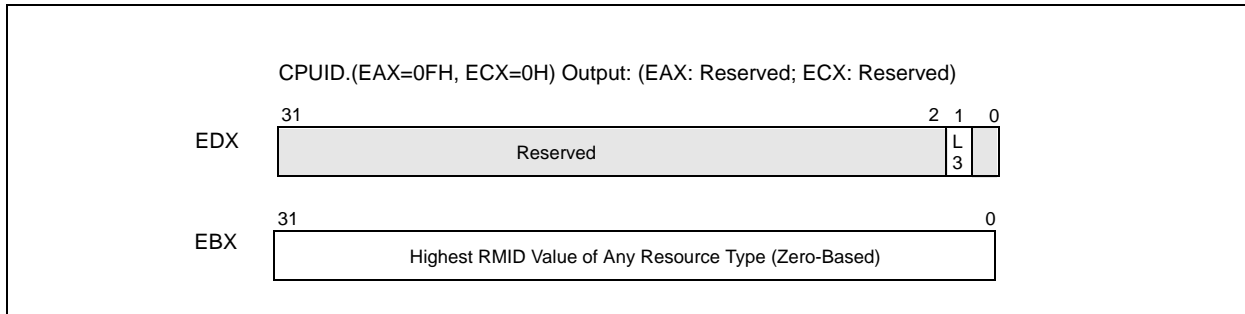 CPUID.(EAX=0FH, ECX=0H) Output: (EAX: Reserved; ECX: Reserved)
31 2 1 0
EDX Reserved L
3
31 0
EBX Highest RMID Value of Any Resource Type (Zero-Based)